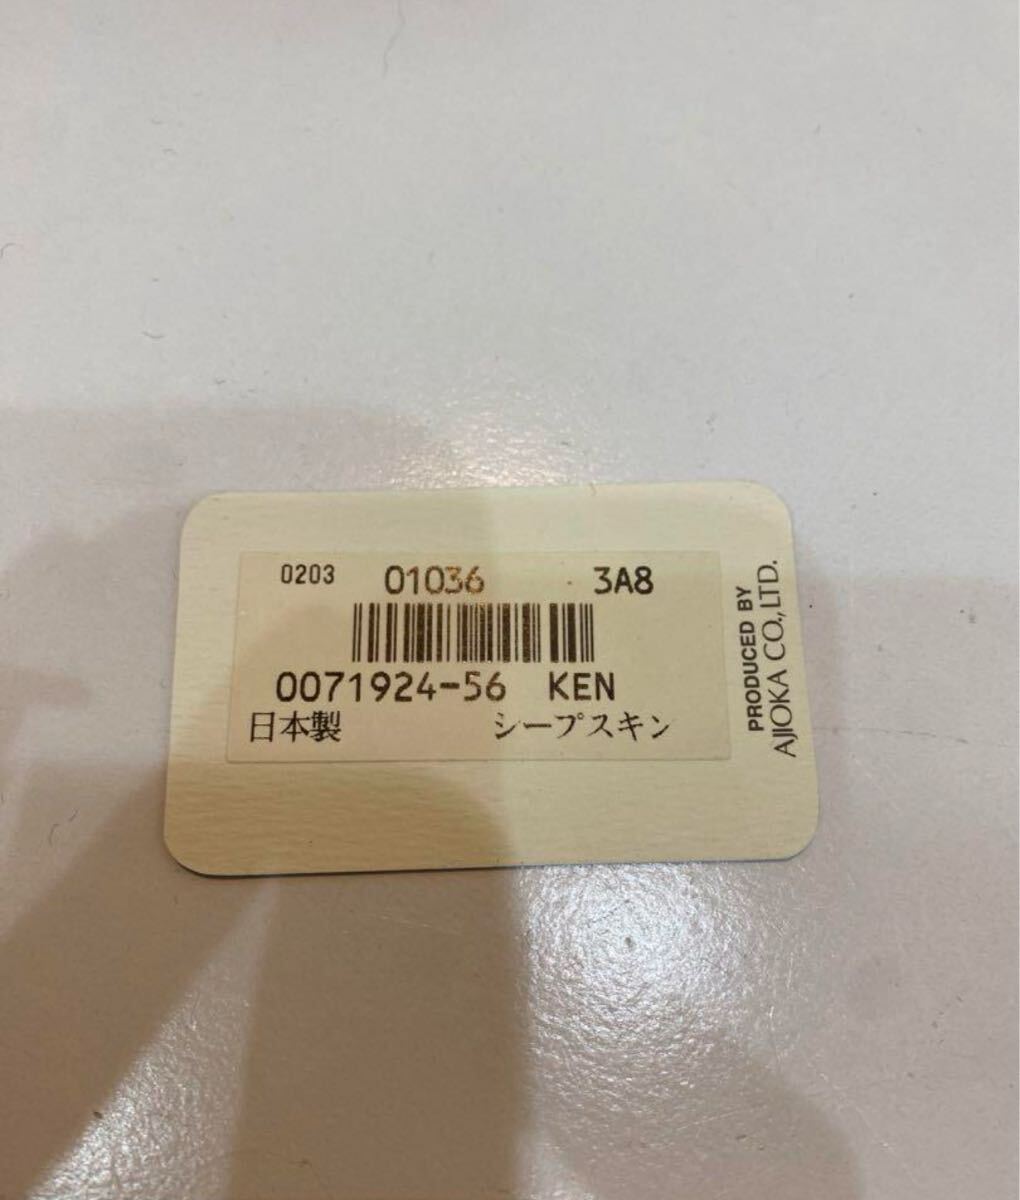 0203 01036 3A8
0071924-56 KEN
日本製 シープスキン
PRODUCED BY
AJIOKA CO.,LTD.